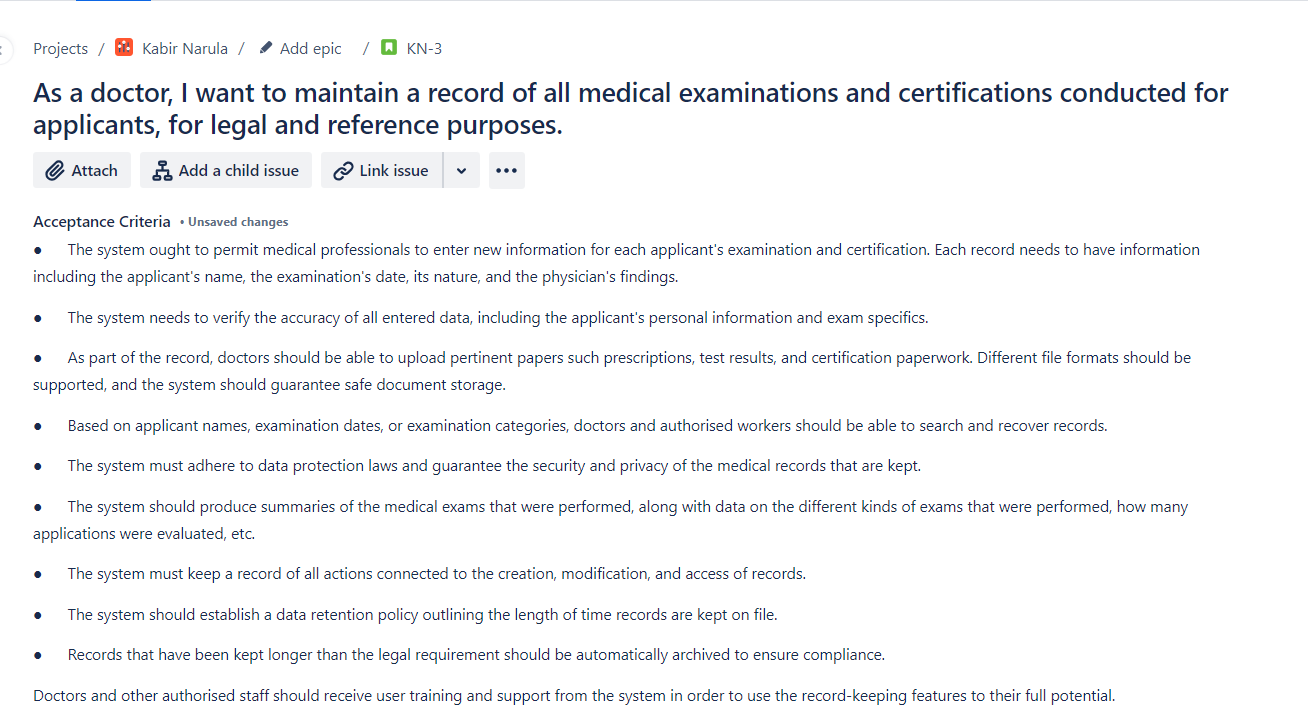 Projects / Kabir Narula / Add epic / KN-3
As a doctor, I want to maintain a record of all medical examinations and certifications conducted for
applicants, for legal and reference purposes.
Attach Add a child issue Link issue
Acceptance Criteria • Unsaved changes
● The system ought to permit medical professionals to enter new information for each applicant's examination and certification. Each record needs to have information
including the applicant's name, the examination's date, its nature, and the physician's findings.
● The system needs to verify the accuracy of all entered data, including the applicant's personal information and exam specifics.
● As part of the record, doctors should be able to upload pertinent papers such prescriptions, test results, and certification paperwork. Different file formats should be
supported, and the system should guarantee safe document storage.
● Based on applicant names, examination dates, or examination categories, doctors and authorised workers should be able to search and recover records.
● The system must adhere to data protection laws and guarantee the security and privacy of the medical records that are kept.
● The system should produce summaries of the medical exams that were performed, along with data on the different kinds of exams that were performed, how many
applications were evaluated, etc.
● The system must keep a record of all actions connected to the creation, modification, and access of records.
● The system should establish a data retention policy outlining the length of time records are kept on file.
● Records that have been kept longer than the legal requirement should be automatically archived to ensure compliance.
Doctors and other authorised staff should receive user training and support from the system in order to use the record-keeping features to their full potential.